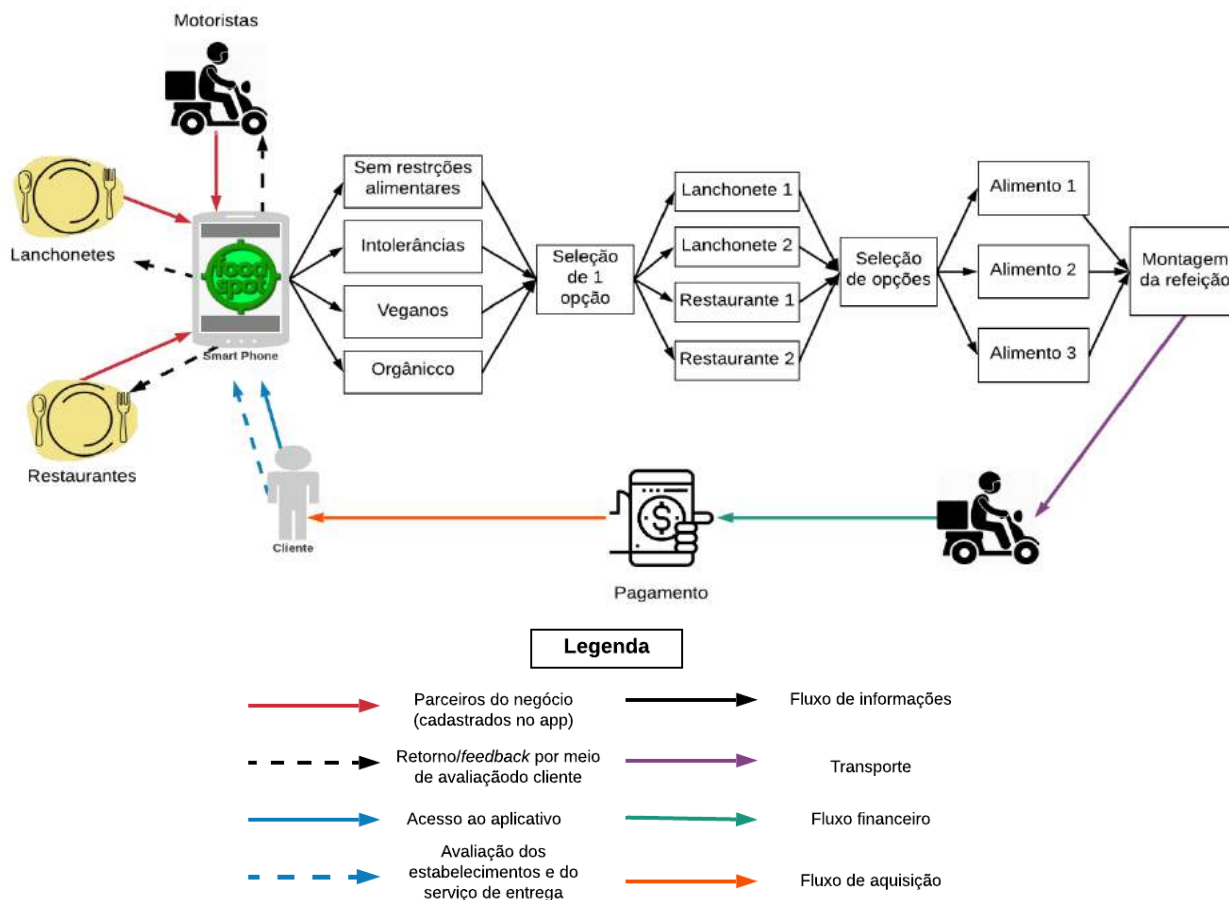 Motoristas
Lanchonetes
food
spot
Smart Phone
Restaurantes
Sem restrções
alimentares
Intolerâncias
Veganos
Orgânicco
Seleção
de 1
opção
Lanchonete 1
Lanchonete 2
Restaurante 1
Restaurante 2
Seleção
de opções
Alimento 1
Alimento 2
Alimento 3
Montagem
da refeição
Cliente
$
Pagamento
Legenda
Parceiros do negócio
(cadastrados no app)
Fluxo de informações
Retorno/feedback por meio
de avaliaçãodo cliente
Transporte
Acesso ao aplicativo
Fluxo financeiro
Avaliação dos
estabelecimentos e do
serviço de entrega
Fluxo de aquisição